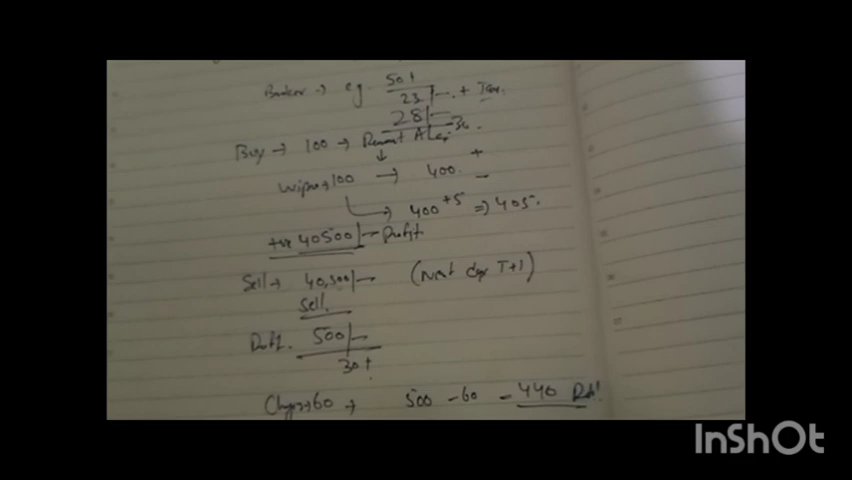 Broker → eg. 50+
23/- + Tax.
28/-
Buy → 100 → Demat A/c
Wipro → 100 → 400. +
-
→ 400 +5 => 405.
+ve 40500/- Profit
Sell → 40,500/- (Next day T+1)
Sell.
Profit. 500/-
30+
Charges → 60 → 500 - 60 = 440
InShOt